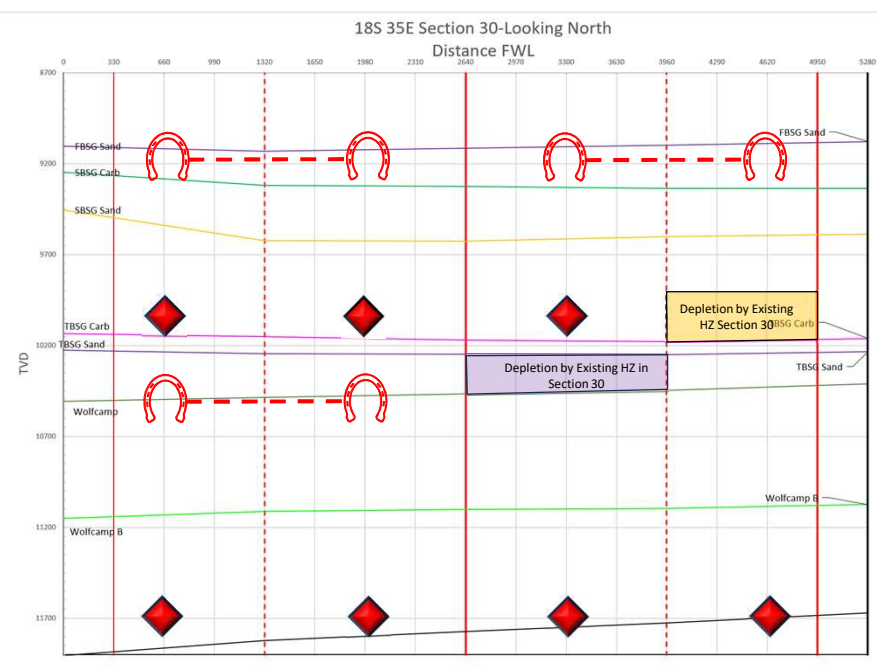 18S 35E Section 30-Looking North
Distance FWL
0 330 660 990 1320 1650 1980 2310 2640 2970 3300 3630 3960 4290 4620 4950 5280
8700
FBSG Sand
FBSG Sand
9200
SBSG Carb
SBSG Sand
9700
Depletion by Existing
HZ Section 30
TBSG Carb
SG Carb
10200
TBSG Sand
TVD
Depletion by Existing HZ in
Section 30
TBSG Sand
Wolfcamp
10700
Wolfcamp B
11200
Wolfcamp B
11700